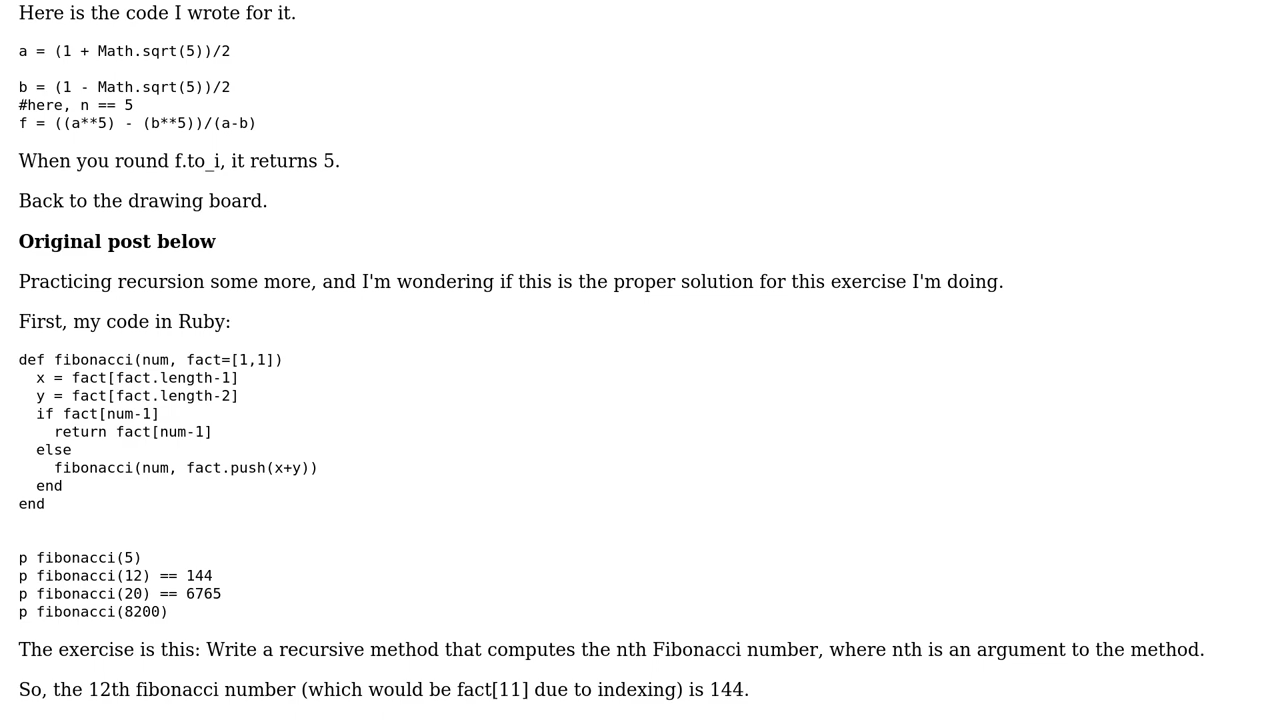 Here is the code I wrote for it.
a = (1 + Math.sqrt(5))/2
b = (1 - Math.sqrt(5))/2
#here, n == 5
f = ((a**5) - (b**5))/(a-b)
When you round f.to_i, it returns 5.
Back to the drawing board.
Original post below
Practicing recursion some more, and I'm wondering if this is the proper solution for this exercise I'm doing.
First, my code in Ruby:
def fibonacci(num, fact=[1,1])
  x = fact[fact.length-1]
  y = fact[fact.length-2]
  if fact[num-1]
    return fact[num-1]
  else
    fibonacci(num, fact.push(x+y))
  end
end
p fibonacci(5)
p fibonacci(12) == 144
p fibonacci(20) == 6765
p fibonacci(8200)
The exercise is this: Write a recursive method that computes the nth Fibonacci number, where nth is an argument to the method.
So, the 12th fibonacci number (which would be fact[11] due to indexing) is 144.